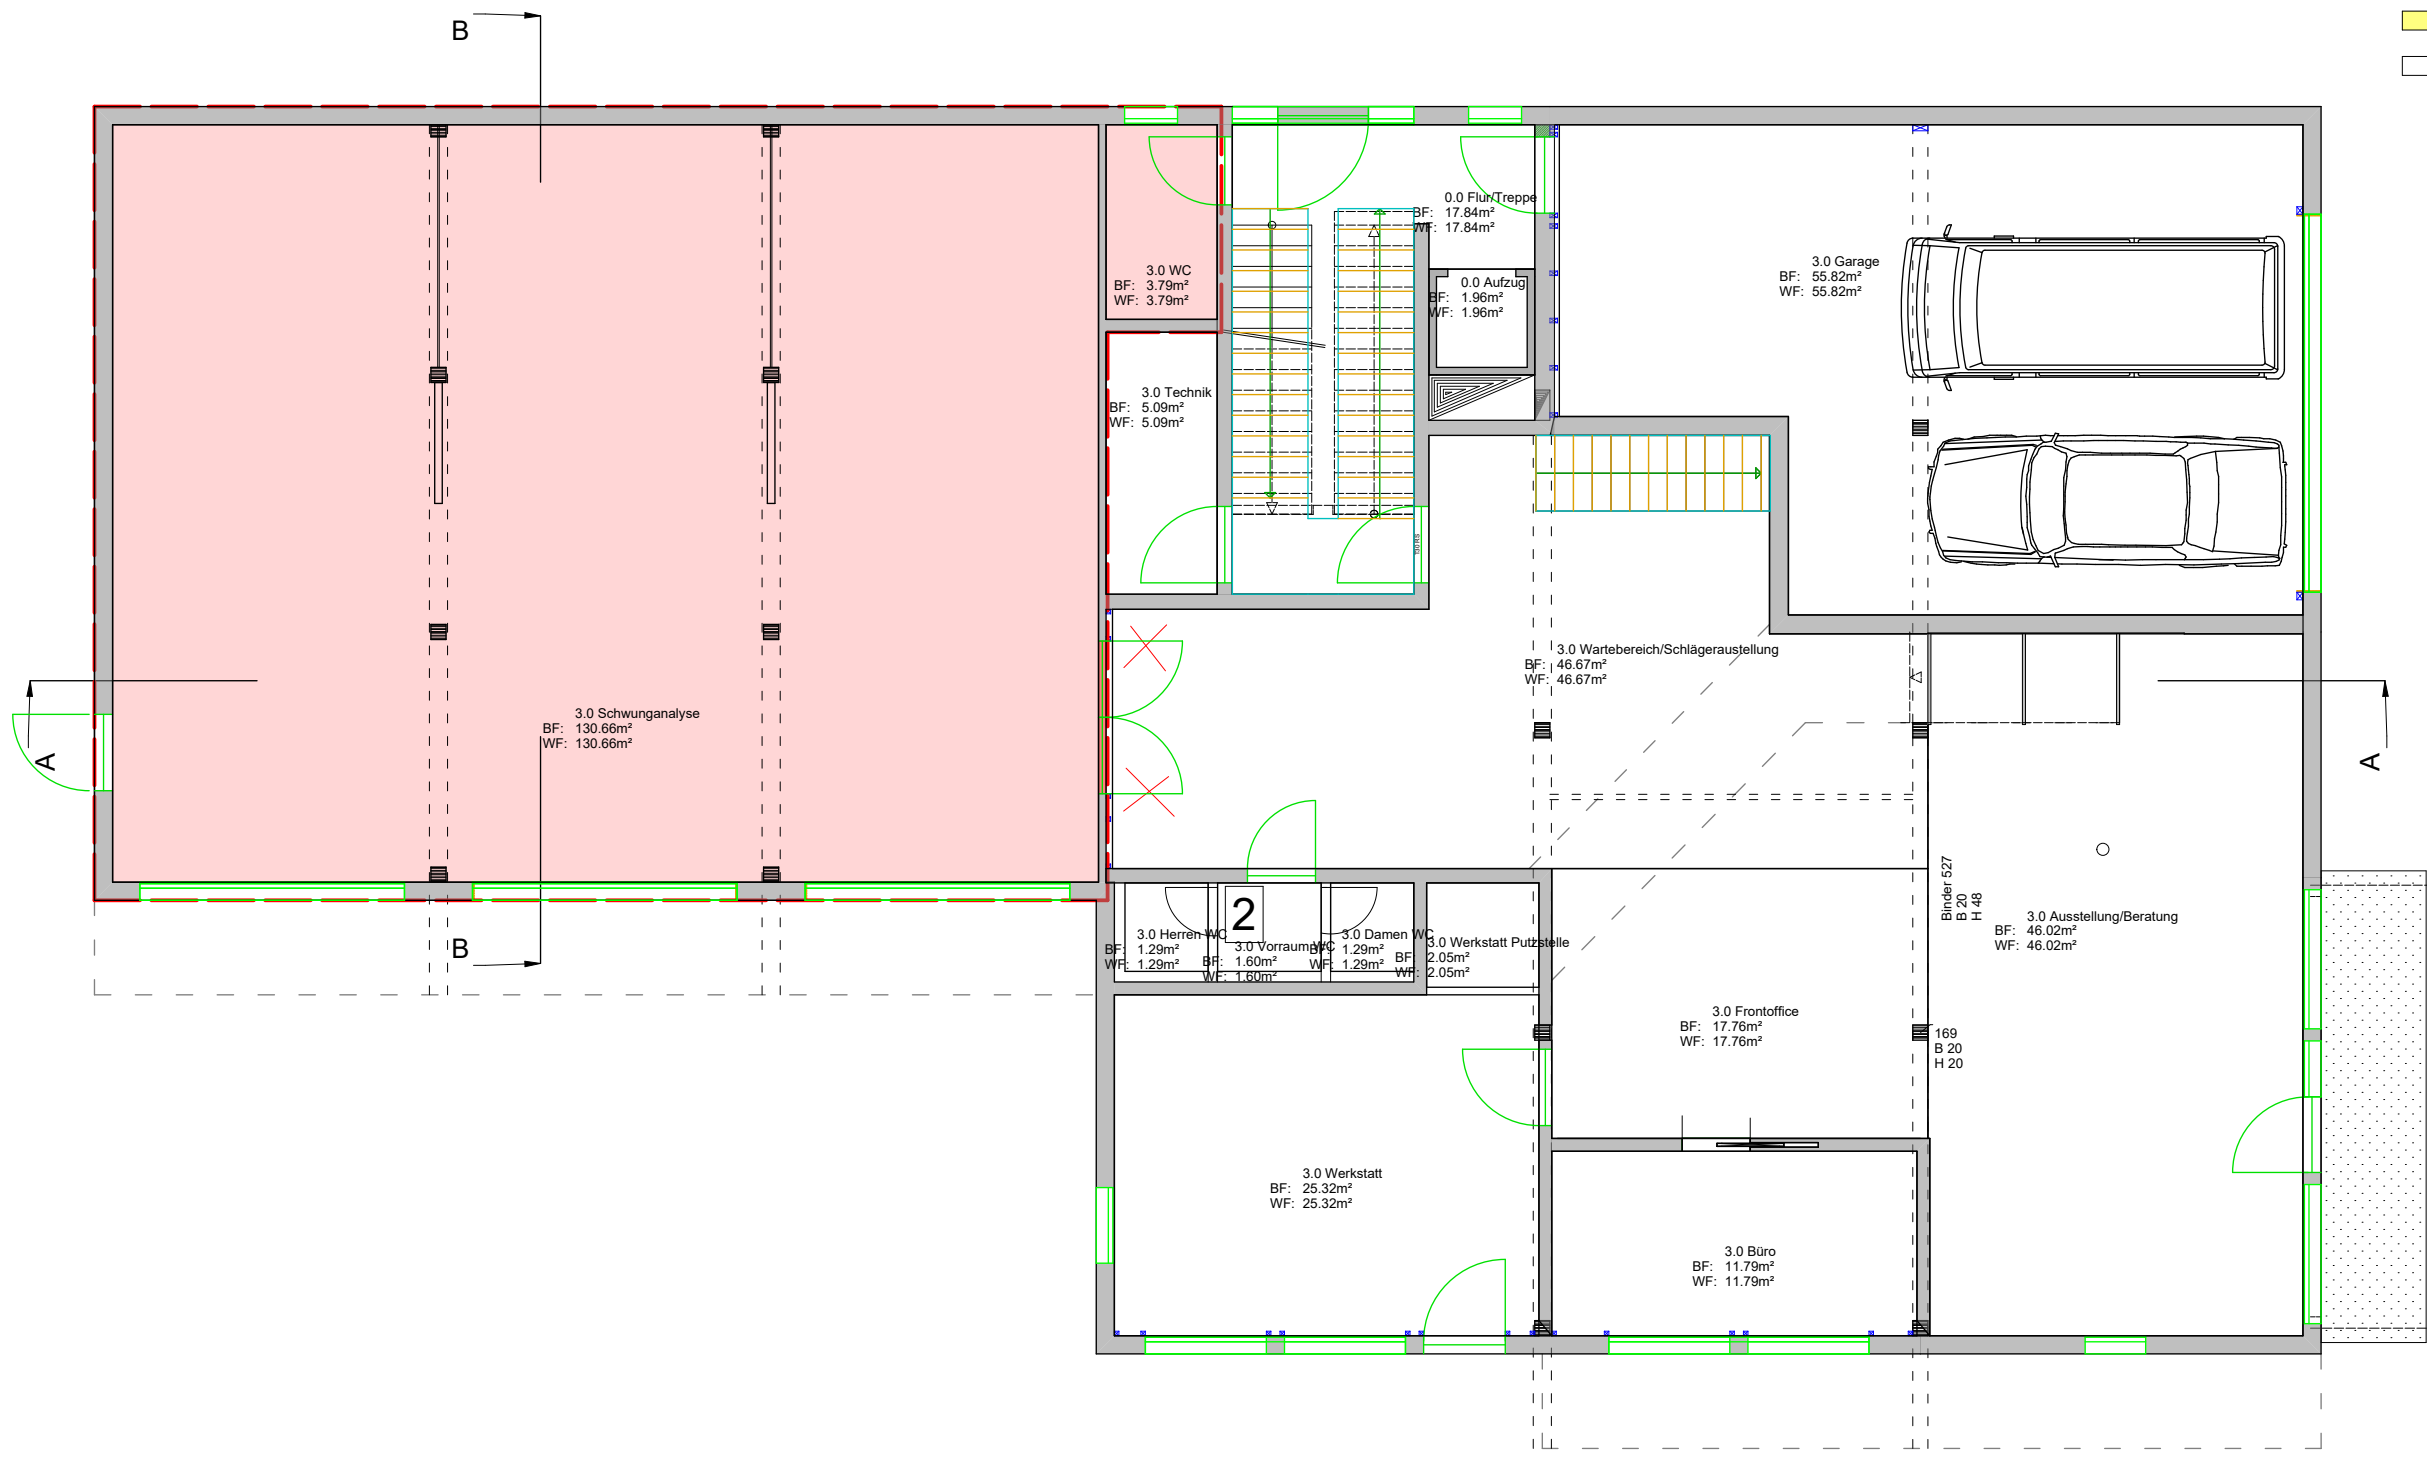 B
0.0 Flur/Treppe
BF: 17.84m²
WF: 17.84m²
3.0 WC
BF: 3.79m²
WF: 3.79m²
0.0 Aufzug
BF: 1.96m²
WF: 1.96m²
3.0 Garage
BF: 55.82m²
WF: 55.82m²
3.0 Technik
BF: 5.09m²
WF: 5.09m²
3.0 Wartebereich/Schlägeraustellung
BF: 46.67m²
WF: 46.67m²
3.0 Schwunganalyse
BF: 130.66m²
WF: 130.66m²
A
A
B
2
3.0 Herren WC
BF: 1.29m²
WF: 1.29m²
3.0 Vorraum WC
BF: 1.60m²
WF: 1.60m²
3.0 Damen WC
BF: 1.29m²
WF: 1.29m²
3.0 Werkstatt Putzstelle
BF: 2.05m²
WF: 2.05m²
Binder 527
B 20
H 48
3.0 Ausstellung/Beratung
BF: 46.02m²
WF: 46.02m²
3.0 Frontoffice
BF: 17.76m²
WF: 17.76m²
169
B 20
H 20
3.0 Werkstatt
BF: 25.32m²
WF: 25.32m²
3.0 Büro
BF: 11.79m²
WF: 11.79m²